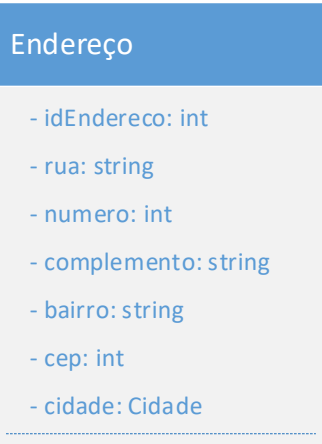 Endereço
- idEndereco: int
- rua: string
- numero: int
- complemento: string
- bairro: string
- cep: int
- cidade: Cidade